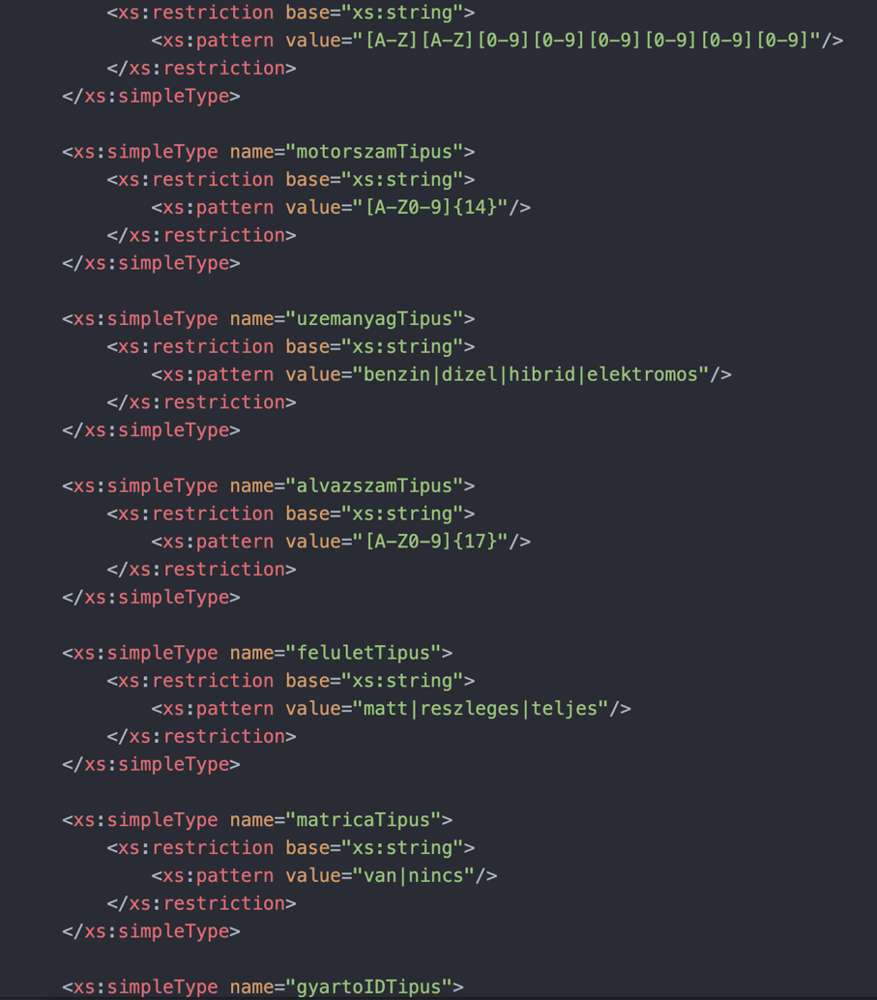 <xs:restriction base="xs:string">
<xs:pattern value="[A-Z][A-Z][0-9][0-9][0-9][0-9][0-9][0-9]"/>
</xs:restriction>
</xs:simpleType>
<xs:simpleType name="motorszamTipus">
<xs:restriction base="xs:string">
<xs:pattern value="[A-Z0-9]{14}"/>
</xs:restriction>
</xs:simpleType>
<xs:simpleType name="uzemanyagTipus">
<xs:restriction base="xs:string">
<xs:pattern value="benzin|dizel|hibrid|elektromos"/>
</xs:restriction>
</xs:simpleType>
<xs:simpleType name="alvazszamTipus">
<xs:restriction base="xs:string">
<xs:pattern value="[A-Z0-9]{17}"/>
</xs:restriction>
</xs:simpleType>
<xs:simpleType name="feluletTipus">
<xs:restriction base="xs:string">
<xs:pattern value="matt|reszleges|teljes"/>
</xs:restriction>
</xs:simpleType>
<xs:simpleType name="matricaTipus">
<xs:restriction base="xs:string">
<xs:pattern value="van|nincs"/>
</xs:restriction>
</xs:simpleType>
<xs:simpleType name="gyartoIDTipus">